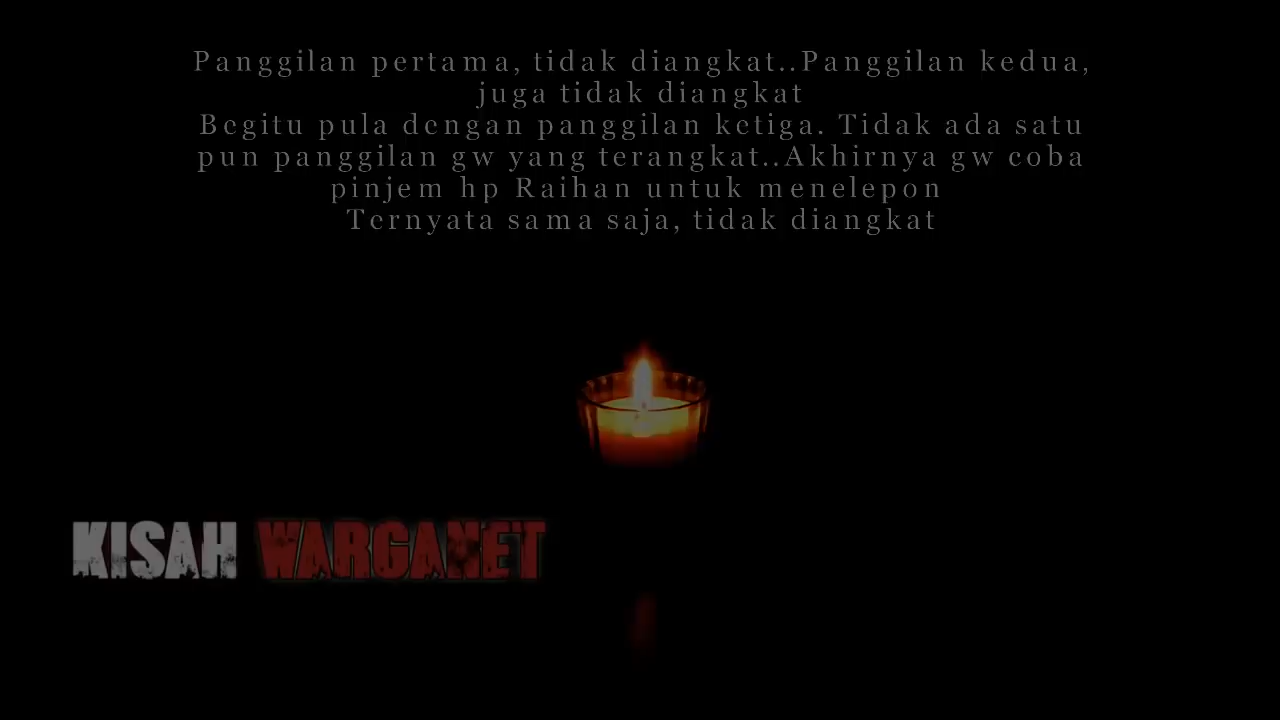 Panggilan pertama, tidak diangkat..Panggilan kedua,
juga tidak diangkat
Begitu pula dengan panggilan ketiga. Tidak ada satu
pun panggilan gw yang terangkat..Akhirnya gw coba
pinjem hp Raihan untuk menelepon
Ternyata sama saja, tidak diangkat
KISAH WARGANET